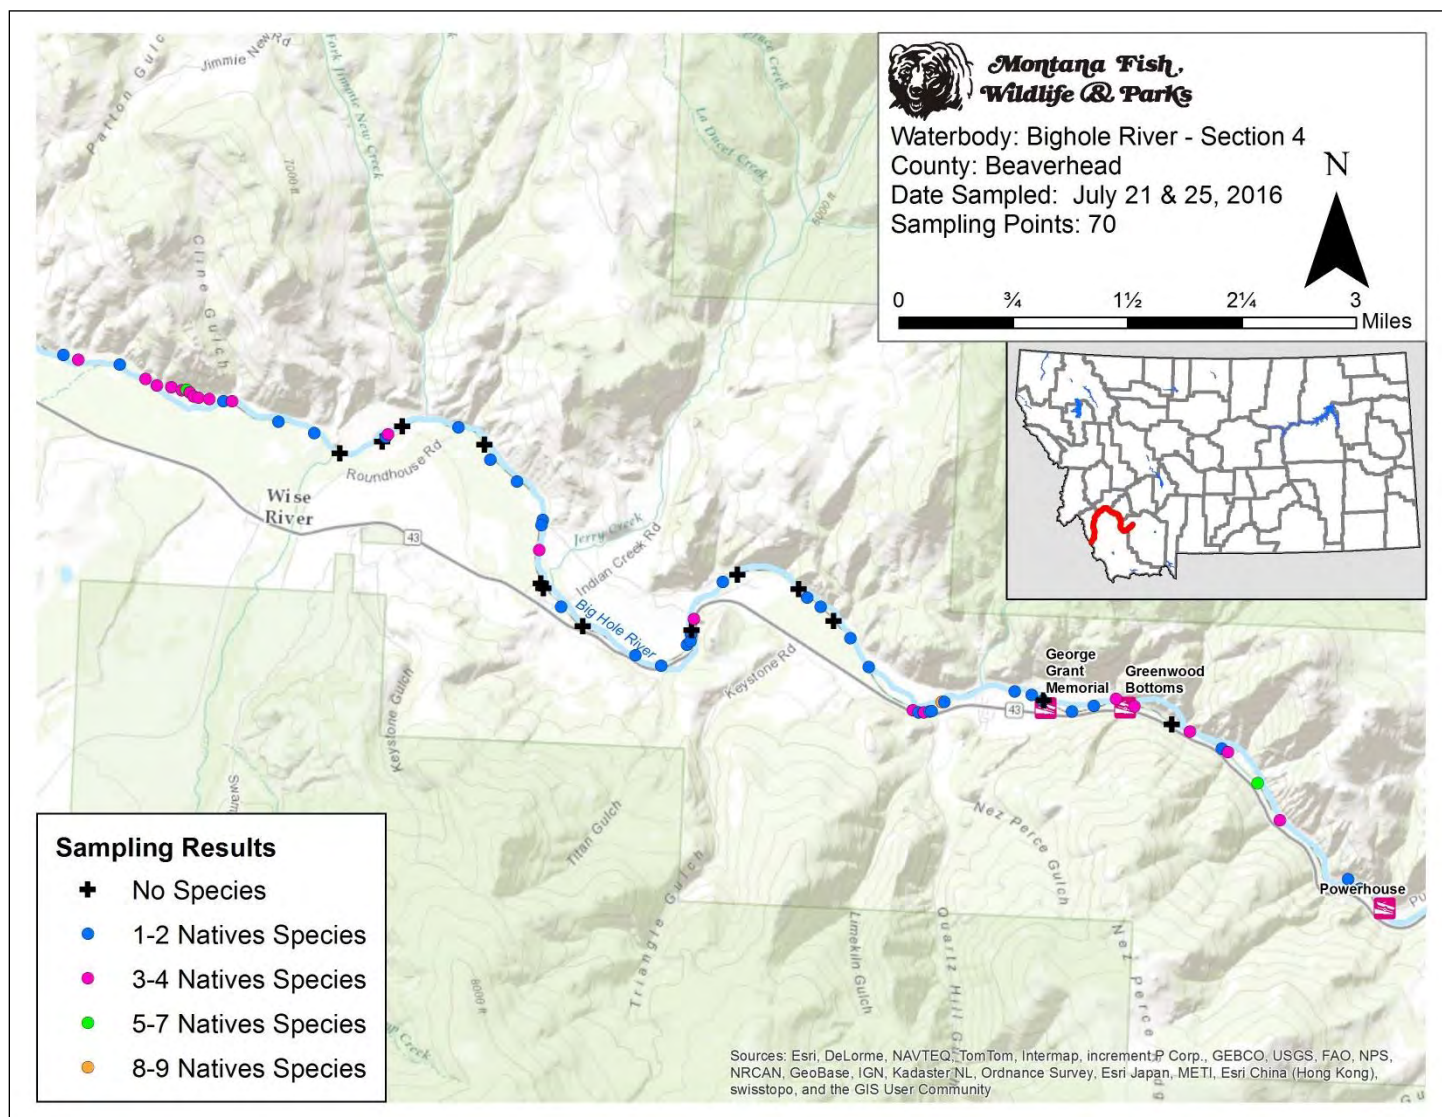 Montana Fish,
Wildlife & Parks
Waterbody: Bighole River - Section 4
County: Beaverhead
Date Sampled: July 21 & 25, 2016
Sampling Points: 70
N
0 ¾ 1½ 2¼ 3
Miles
Patton Gulch
Jimmie New Rd
Fork Jimmie New Creek
7000 ft
Cline Gulch
La Ducet Creek
Creek
6000 ft
Wise
River
Roundhouse Rd
43
Jerry Creek
Indian Creek Rd
Big Hole River
Keystone Rd
Keystone Gulch
George
Grant
Memorial
Greenwood
Bottoms
43
Titan Gulch
Triangle Gulch
Nez Perce Gulch
Limekiln Gulch
Quartz Hill Gulch
Nez Perce
Powerhouse
6000 ft
Creek
Sampling Results
No Species
1-2 Natives Species
3-4 Natives Species
5-7 Natives Species
8-9 Natives Species
Sources: Esri, DeLorme, NAVTEQ, TomTom, Intermap, increment P Corp., GEBCO, USGS, FAO, NPS,
NRCAN, GeoBase, IGN, Kadaster NL, Ordnance Survey, Esri Japan, METI, Esri China (Hong Kong),
swisstopo, and the GIS User Community